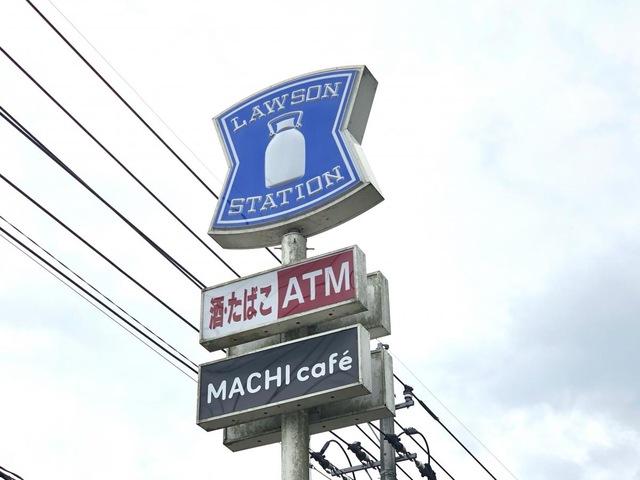 LAWSON
STATION
酒・たばこ ATM
MACHI café